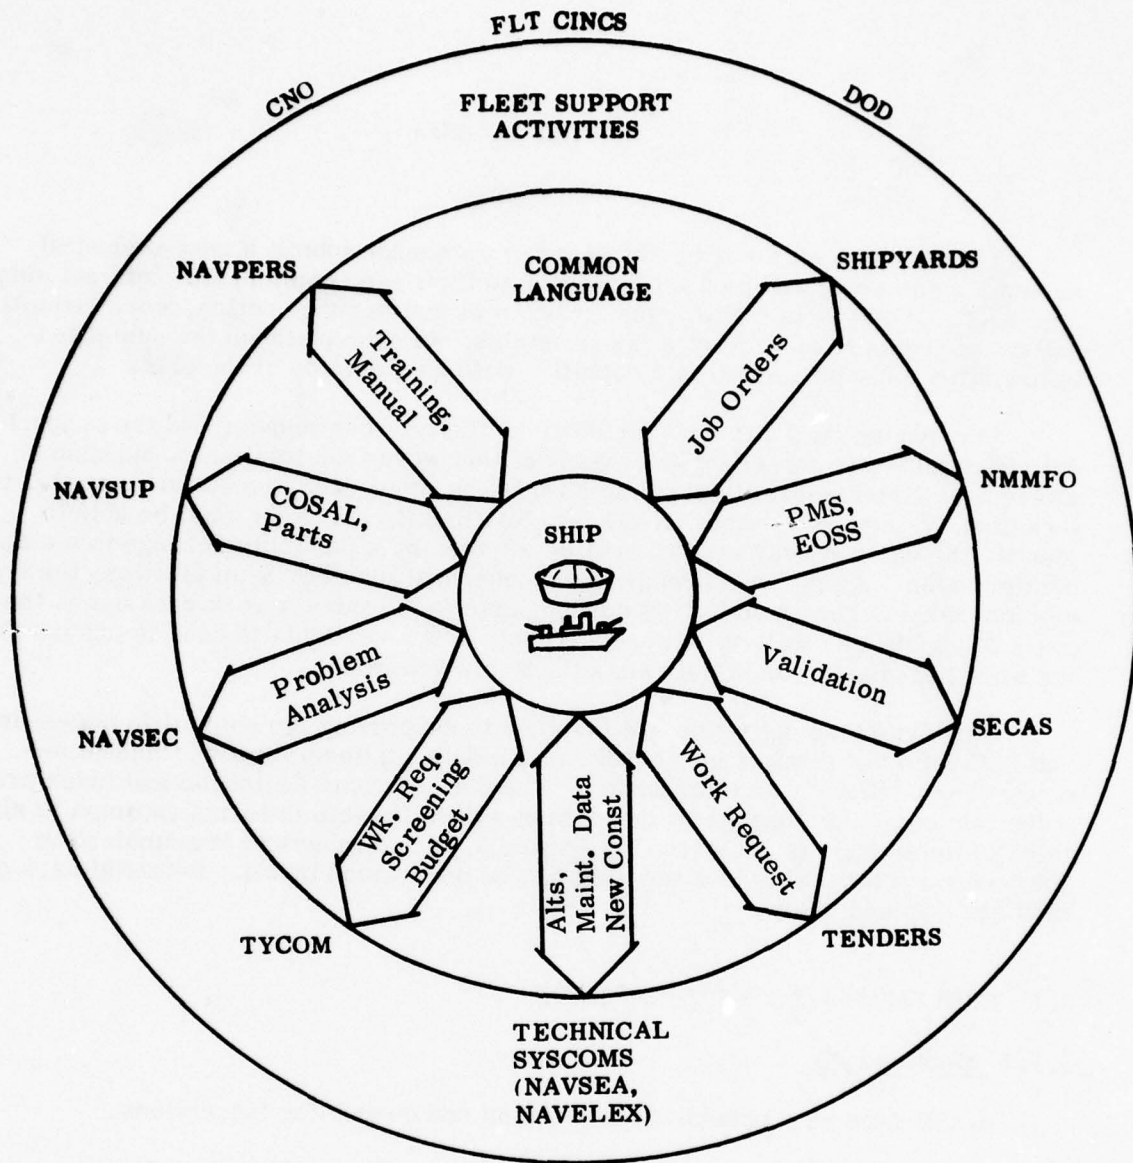 FLT CINCS
CNO
DOD
FLEET SUPPORT
ACTIVITIES
NAVPERS
COMMON
LANGUAGE
SHIPYARDS
Training,
Manual
Job Orders
NAVSUP
COSAL,
Parts
SHIP
PMS,
EOSS
NMMFO
Problem
Analysis
Validation
NAVSEC
SECAS
Wk. Req.
Screening
Budget
Alts,
Maint. Data
New Const
Work Request
TYCOM
TENDERS
TECHNICAL
SYSCOMS
(NAVSEA,
NAVELEX)